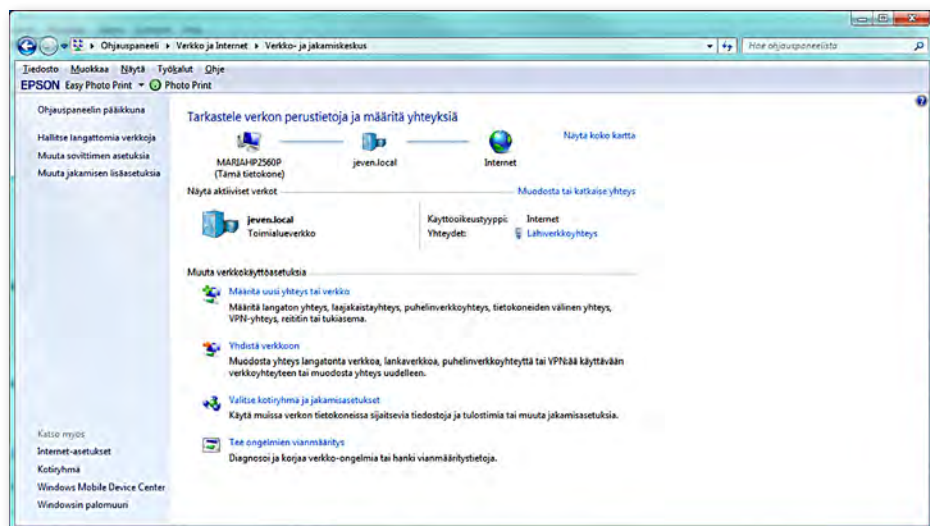 Ohjauspaneeli ▸ Verkko ja Internet ▸ Verkko- ja jakamiskeskus
Hae ohjauspaneelista
Tiedosto Muokkaa Näytä Työkalut Ohje
EPSON Easy Photo Print Photo Print
Ohjauspaneelin pääikkuna
Hallitse langattomia verkkoja
Muuta sovittimen asetuksia
Muuta jakamisen lisäasetuksia
Tarkastele verkon perustietoja ja määritä yhteyksiä
Näytä koko kartta
MARIAHP2560P
(Tämä tietokone)
jeven.local
Internet
Näytä aktiiviset verkot
Muodosta tai katkaise yhteys
jeven.local
Toimialueverkko
Käyttöoikeustyyppi: Internet
Yhteydet: Lähiverkkoyhteys
Muuta verkkokäyttöasetuksia
Määritä uusi yhteys tai verkko
Määritä langaton yhteys, laajakaistayhteys, puhelinverkkoyhteys, tietokoneiden välinen yhteys,
VPN-yhteys, reititin tai tukiasema.
Yhdistä verkkoon
Muodosta yhteys langatonta verkkoa, lankaverkkoa, puhelinverkkoyhteyttä tai VPN:ää käyttävään
verkkoyhteyteen tai muodosta yhteys uudelleen.
Valitse kotiryhmä ja jakamisasetukset
Käytä muissa verkon tietokoneissa sijaitsevia tiedostoja ja tulostimia tai muuta jakamisasetuksia.
Tee ongelmien vianmääritys
Diagnosoi ja korjaa verkko-ongelmia tai hanki vianmääritystietoja.
Katso myös
Internet-asetukset
Kotiryhmä
Windows Mobile Device Center
Windowsin palomuuri